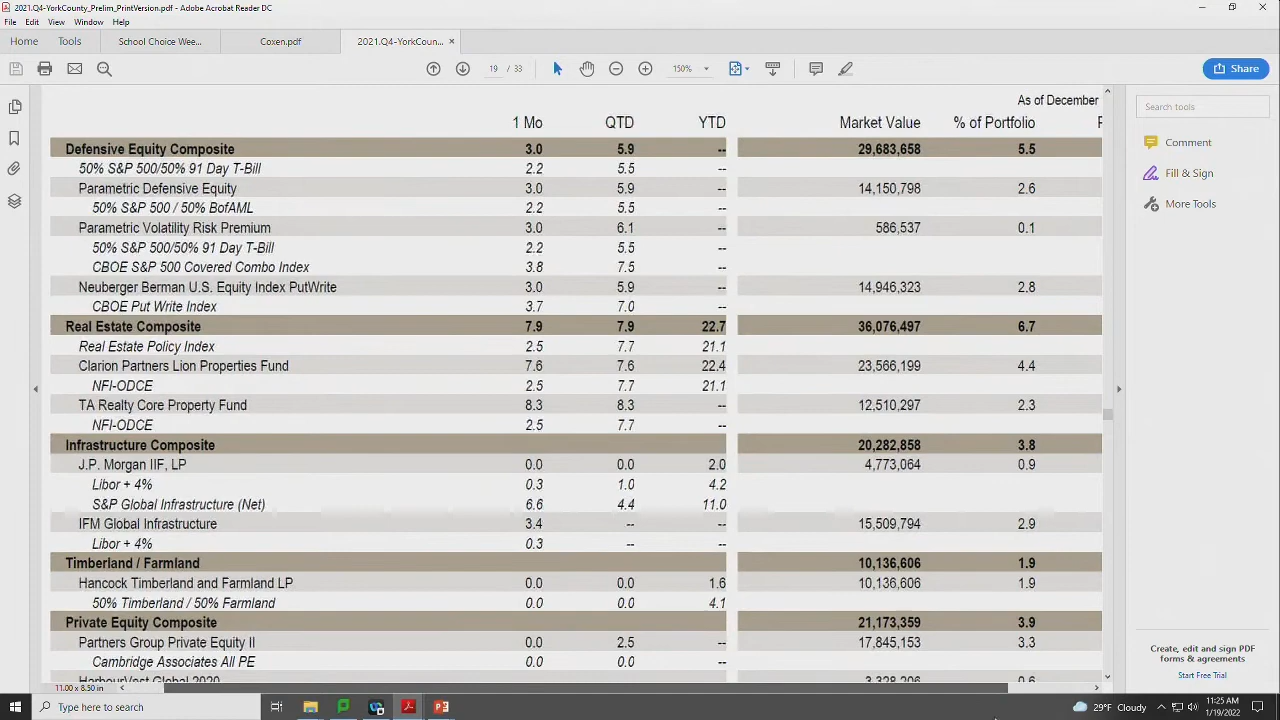 2021.Q4-YorkCounty_Prelim_PrintVersion.pdf - Adobe Acrobat Reader DC
File Edit View Window Help
Home Tools School Choice Wee... Coxen.pdf 2021.Q4-YorkCoun... ×
19 / 33 150% Share
As of December
1 Mo QTD YTD Market Value % of Portfolio
Defensive Equity Composite 3.0 5.9 -- 29,683,658 5.5
50% S&P 500/50% 91 Day T-Bill 2.2 5.5 --
Parametric Defensive Equity 3.0 5.9 -- 14,150,798 2.6
50% S&P 500 / 50% BofAML 2.2 5.5 --
Parametric Volatility Risk Premium 3.0 6.1 -- 586,537 0.1
50% S&P 500/50% 91 Day T-Bill 2.2 5.5 --
CBOE S&P 500 Covered Combo Index 3.8 7.5 --
Neuberger Berman U.S. Equity Index PutWrite 3.0 5.9 -- 14,946,323 2.8
CBOE Put Write Index 3.7 7.0 --
Real Estate Composite 7.9 7.9 22.7 36,076,497 6.7
Real Estate Policy Index 2.5 7.7 21.1
Clarion Partners Lion Properties Fund 7.6 7.6 22.4 23,566,199 4.4
NFI-ODCE 2.5 7.7 21.1
TA Realty Core Property Fund 8.3 8.3 -- 12,510,297 2.3
NFI-ODCE 2.5 7.7
Infrastructure Composite 20,282,858 3.8
J.P. Morgan IIF, LP 0.0 0.0 2.0 4,773,064 0.9
Libor + 4% 0.3 1.0 4.2
S&P Global Infrastructure (Net) 6.6 4.4 11.0
IFM Global Infrastructure 3.4 -- -- 15,509,794 2.9
Libor + 4% 0.3 -- --
Timberland / Farmland 10,136,606 1.9
Hancock Timberland and Farmland LP 0.0 0.0 1.6 10,136,606 1.9
50% Timberland / 50% Farmland 0.0 0.0 4.1
Private Equity Composite 21,173,359 3.9
Partners Group Private Equity II 0.0 2.5 -- 17,845,153 3.3
Cambridge Associates All PE 0.0 0.0 --
HarbourVest Global 2020 3,328,206 0.6
11.00 x 8.50 in
Search tools
Comment
Fill & Sign
More Tools
Create, edit and sign PDF
forms & agreements
Start Free Trial
Type here to search
29°F Cloudy
11:25 AM
1/19/2022